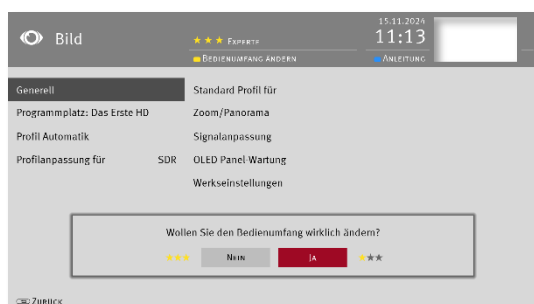 15.11.2024
Bild
★ ★ ★ EXPERTE
11:13
BEDIENUMFANG ÄNDERN
ANLEITUNG
Generell
Standard Profil für
Programmplatz: Das Erste HD
Zoom/Panorama
Profil Automatik
Signalanpassung
Profilanpassung für SDR
OLED Panel-Wartung
Werkseinstellungen
Wollen Sie den Bedienumfang wirklich ändern?
★★★ NEIN JA ★★★
ZURÜCK